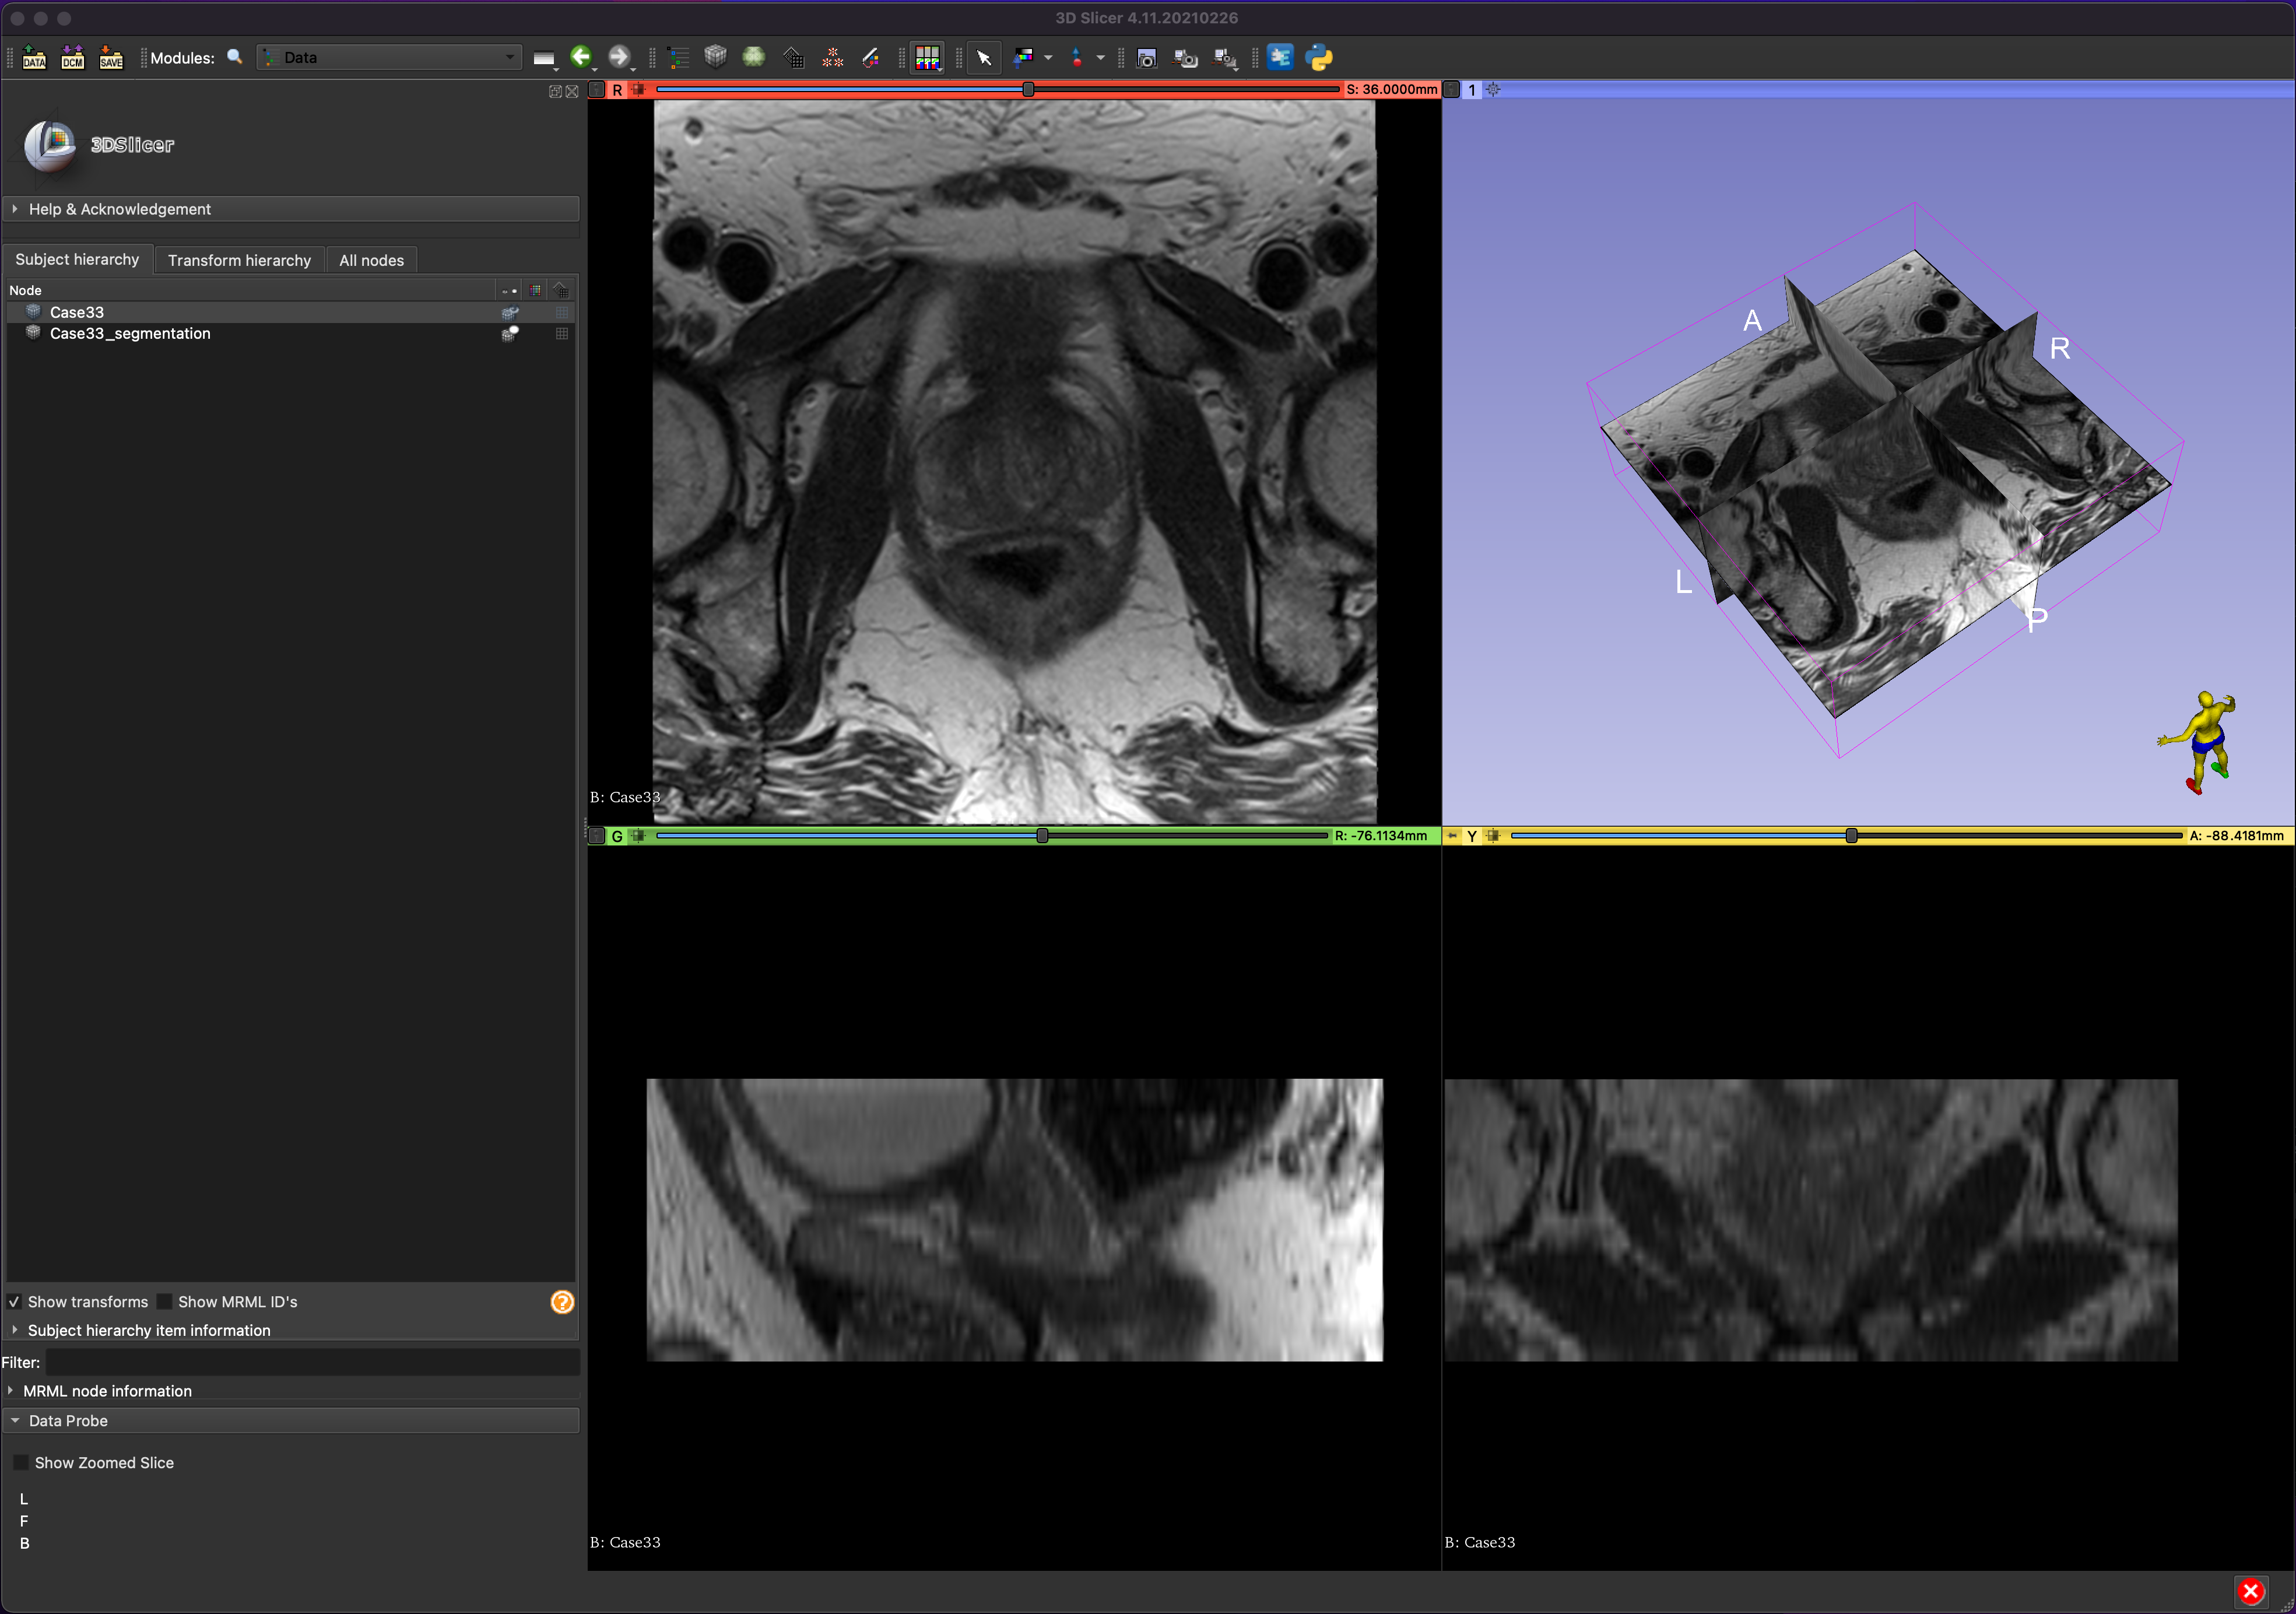 3D Slicer 4.11.20210226
DATA
DCM
SAVE
Modules:
Data
R
S: 36.0000mm
1
3DSlicer
Help & Acknowledgement
Subject hierarchy
Transform hierarchy
All nodes
Node
Case33
Case33_segmentation
A
R
L
P
B: Case33
G
R: -76.1134mm
Y
A: -88.4181mm
Show transforms
Show MRML ID's
?
Subject hierarchy item information
Filter:
MRML node information
Data Probe
Show Zoomed Slice
L
F
B
B: Case33
B: Case33